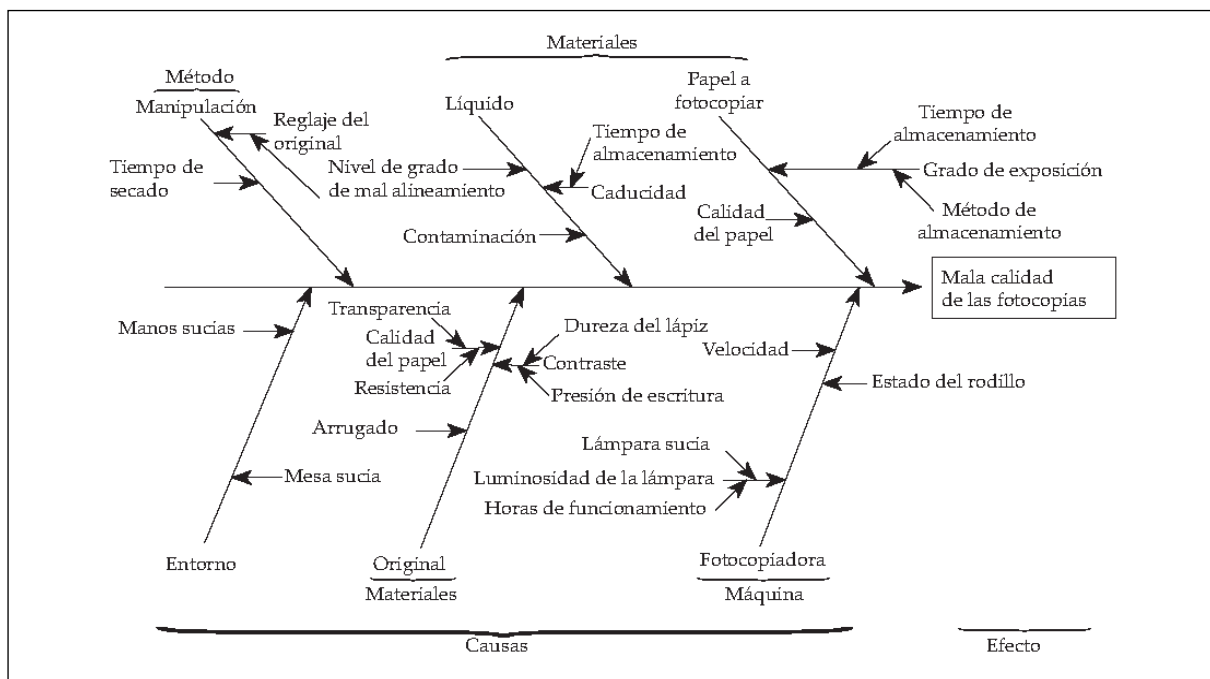 Materiales
Método
Manipulación
Líquido
Papel a
fotocopiar
Reglaje del
original
Tiempo de
secado
Nivel de grado
de mal alineamiento
Tiempo de
almacenamiento
Caducidad
Contaminación
Tiempo de
almacenamiento
Grado de exposición
Método de
almacenamiento
Calidad
del papel
Mala calidad
de las fotocopias
Manos sucias
Mesa sucia
Transparencia
Calidad
del papel
Resistencia
Dureza del lápiz
Contraste
Presión de escritura
Arrugado
Velocidad
Estado del rodillo
Lámpara sucia
Luminosidad de la lámpara
Horas de funcionamiento
Entorno
Original
Materiales
Fotocopiadora
Máquina
Causas
Efecto